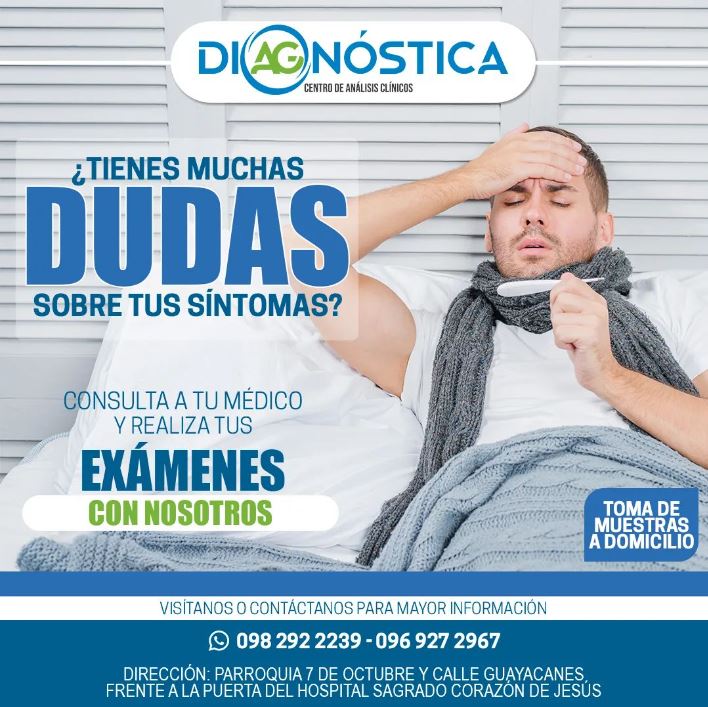 DIAGNÓSTICA
CENTRO DE ANÁLISIS CLÍNICOS
¿TIENES MUCHAS
DUDAS
SOBRE TUS SÍNTOMAS?
CONSULTA A TU MÉDICO
Y REALIZA TUS
EXÁMENES
CON NOSOTROS
TOMA DE
MUESTRAS
A DOMICILIO
VISÍTANOS O CONTÁCTANOS PARA MAYOR INFORMACIÓN
098 292 2239 - 096 927 2967
DIRECCIÓN: PARROQUIA 7 DE OCTUBRE Y CALLE GUAYACANES,
FRENTE A LA PUERTA DEL HOSPITAL SAGRADO CORAZÓN DE JESÚS